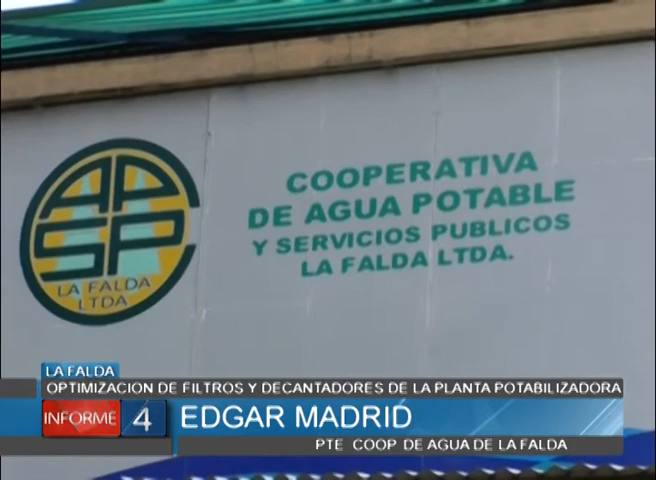 AP
SP
LA FALDA
LTDA
COOPERATIVA
DE AGUA POTABLE
Y SERVICIOS PUBLICOS
LA FALDA LTDA.
LA FALDA
OPTIMIZACION DE FILTROS Y DECANTADORES DE LA PLANTA POTABILIZADORA
INFORME 4
EDGAR MADRID
PTE COOP DE AGUA DE LA FALDA